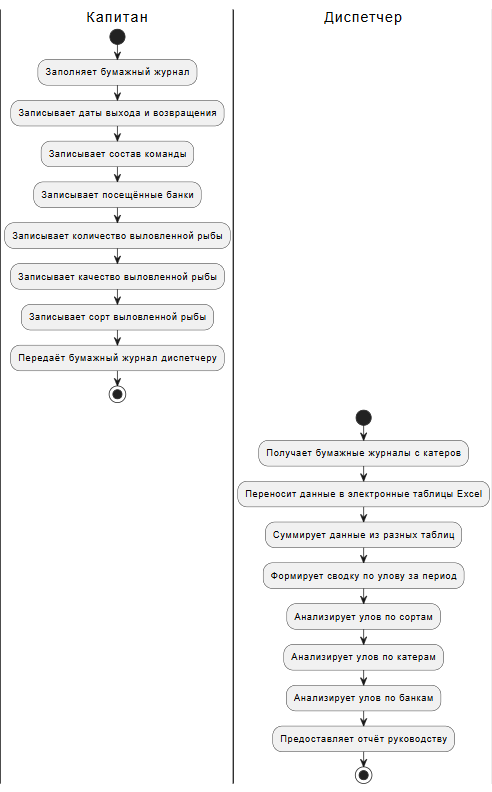 Капитан
Диспетчер
Заполняет бумажный журнал
Записывает даты выхода и возвращения
Записывает состав команды
Записывает посещённые банки
Записывает количество выловленной рыбы
Записывает качество выловленной рыбы
Записывает сорт выловленной рыбы
Передаёт бумажный журнал диспетчеру
Получает бумажные журналы с катеров
Переносит данные в электронные таблицы Excel
Суммирует данные из разных таблиц
Формирует сводку по улову за период
Анализирует улов по сортам
Анализирует улов по катерам
Анализирует улов по банкам
Предоставляет отчёт руководству